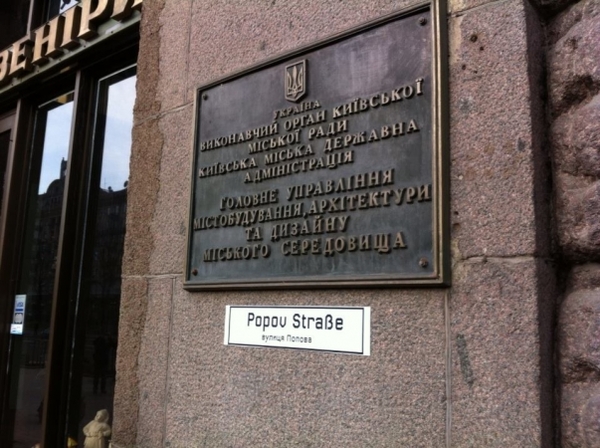 УКРАЇНА
ВИКОНАВЧИЙ ОРГАН КИЇВСЬКОЇ
МІСЬКОЇ РАДИ
КИЇВСЬКА МІСЬКА ДЕРЖАВНА
АДМІНІСТРАЦІЯ
ГОЛОВНЕ УПРАВЛІННЯ
МІСТОБУДУВАННЯ, АРХІТЕКТУРИ
ТА ДИЗАЙНУ
МІСЬКОГО СЕРЕДОВИЩА
Popov Straße
вулиця Попова